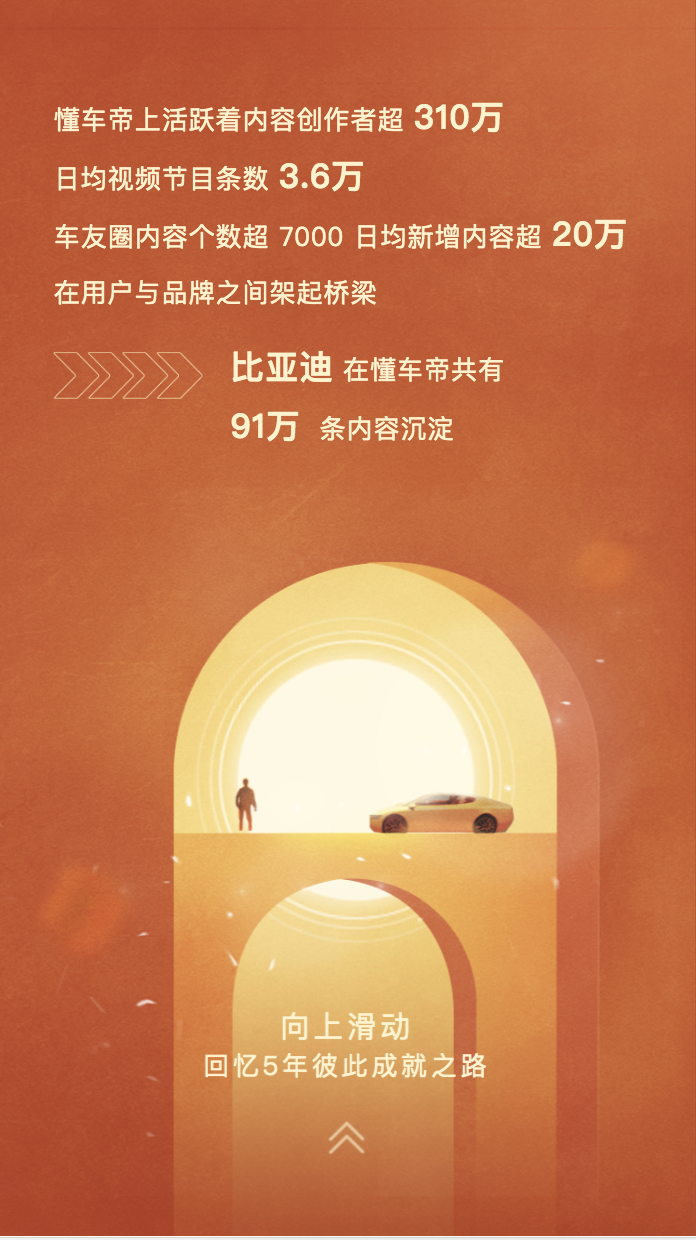 懂车帝上活跃着内容创作者超 310万
日均视频节目条数 3.6万
车友圈内容个数超 7000 日均新增内容超 20万
在用户与品牌之间架起桥梁
比亚迪 在懂车帝共有
91万 条内容沉淀
向上滑动
回忆5年彼此成就之路